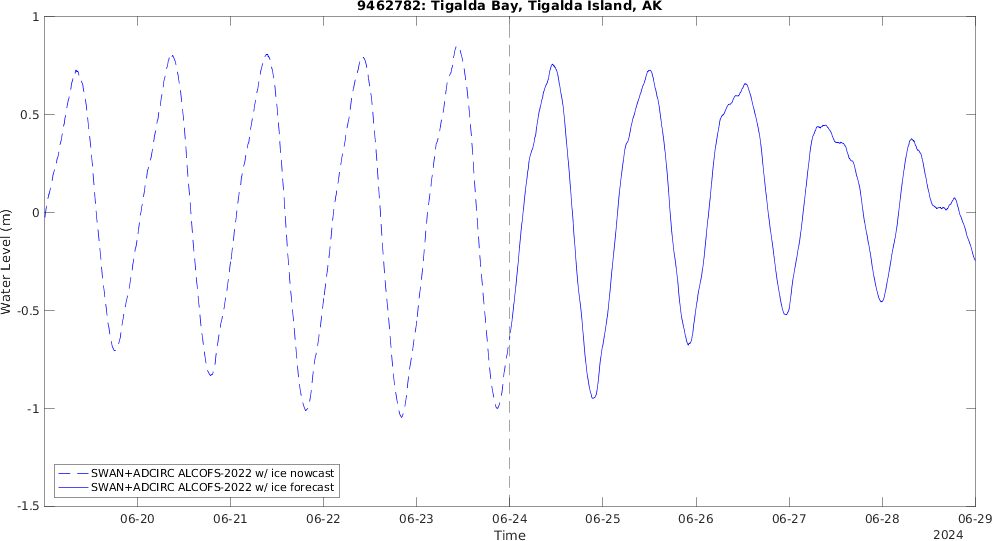 9462782: Tigalda Bay, Tigalda Island, AK
1
0.5
0
-0.5
-1
-1.5
Water Level (m)
SWAN+ADCIRC ALCOFS-2022 w/ ice nowcast
SWAN+ADCIRC ALCOFS-2022 w/ ice forecast
06-20 06-21 06-22 06-23 06-24 06-25 06-26 06-27 06-28 06-29
Time
2024